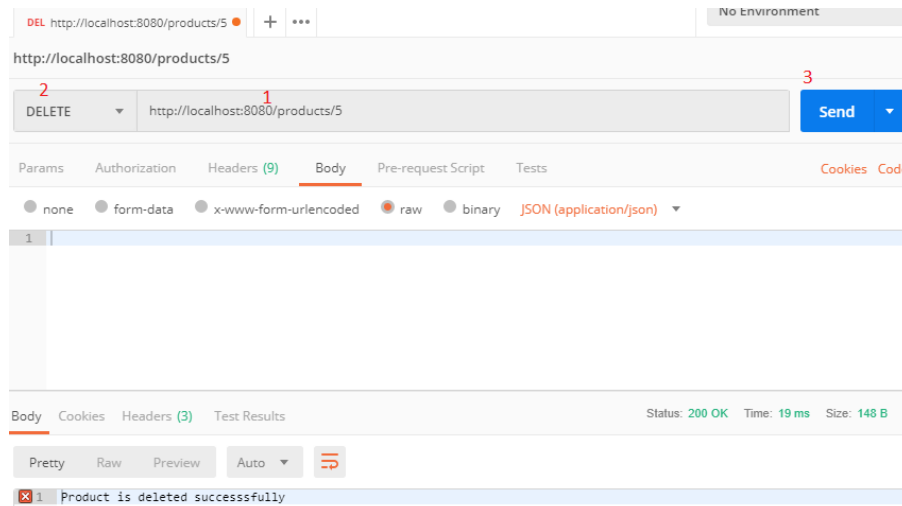 DEL http://localhost:8080/products/5 + •••
No Environment
http://localhost:8080/products/5
2 1 3
DELETE http://localhost:8080/products/5 Send
Params Authorization Headers (9) Body Pre-request Script Tests Cookies Cod
none form-data x-www-form-urlencoded raw binary JSON (application/json)
1
Body Cookies Headers (3) Test Results Status: 200 OK Time: 19 ms Size: 148 B
Pretty Raw Preview Auto
1 Product is deleted successsfully